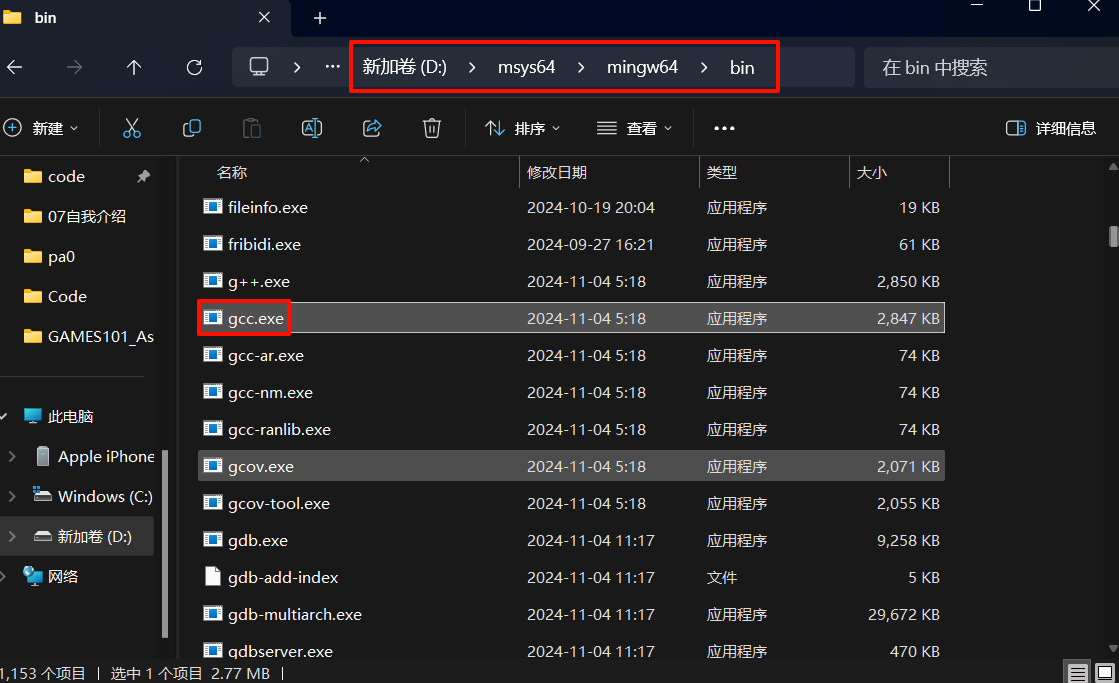 bin
新加卷 (D:) msys64 mingw64 bin
在 bin 中搜索
新建 排序 查看 详细信息
名称 修改日期 类型 大小
code
07自我介绍
pa0
Code
GAMES101_As
此电脑
Apple iPhone
Windows (C:)
新加卷 (D:)
网络
fileinfo.exe 2024-10-19 20:04 应用程序 19 KB
fribidi.exe 2024-09-27 16:21 应用程序 61 KB
g++.exe 2024-11-04 5:18 应用程序 2,850 KB
gcc.exe 2024-11-04 5:18 应用程序 2,847 KB
gcc-ar.exe 2024-11-04 5:18 应用程序 74 KB
gcc-nm.exe 2024-11-04 5:18 应用程序 74 KB
gcc-ranlib.exe 2024-11-04 5:18 应用程序 74 KB
gcov.exe 2024-11-04 5:18 应用程序 2,071 KB
gcov-tool.exe 2024-11-04 5:18 应用程序 2,055 KB
gdb.exe 2024-11-04 11:17 应用程序 9,258 KB
gdb-add-index 2024-11-04 11:17 文件 5 KB
gdb-multiarch.exe 2024-11-04 11:17 应用程序 29,672 KB
gdbserver.exe 2024-11-04 11:17 应用程序 470 KB
1,153 个项目 | 选中 1 个项目 2.77 MB |